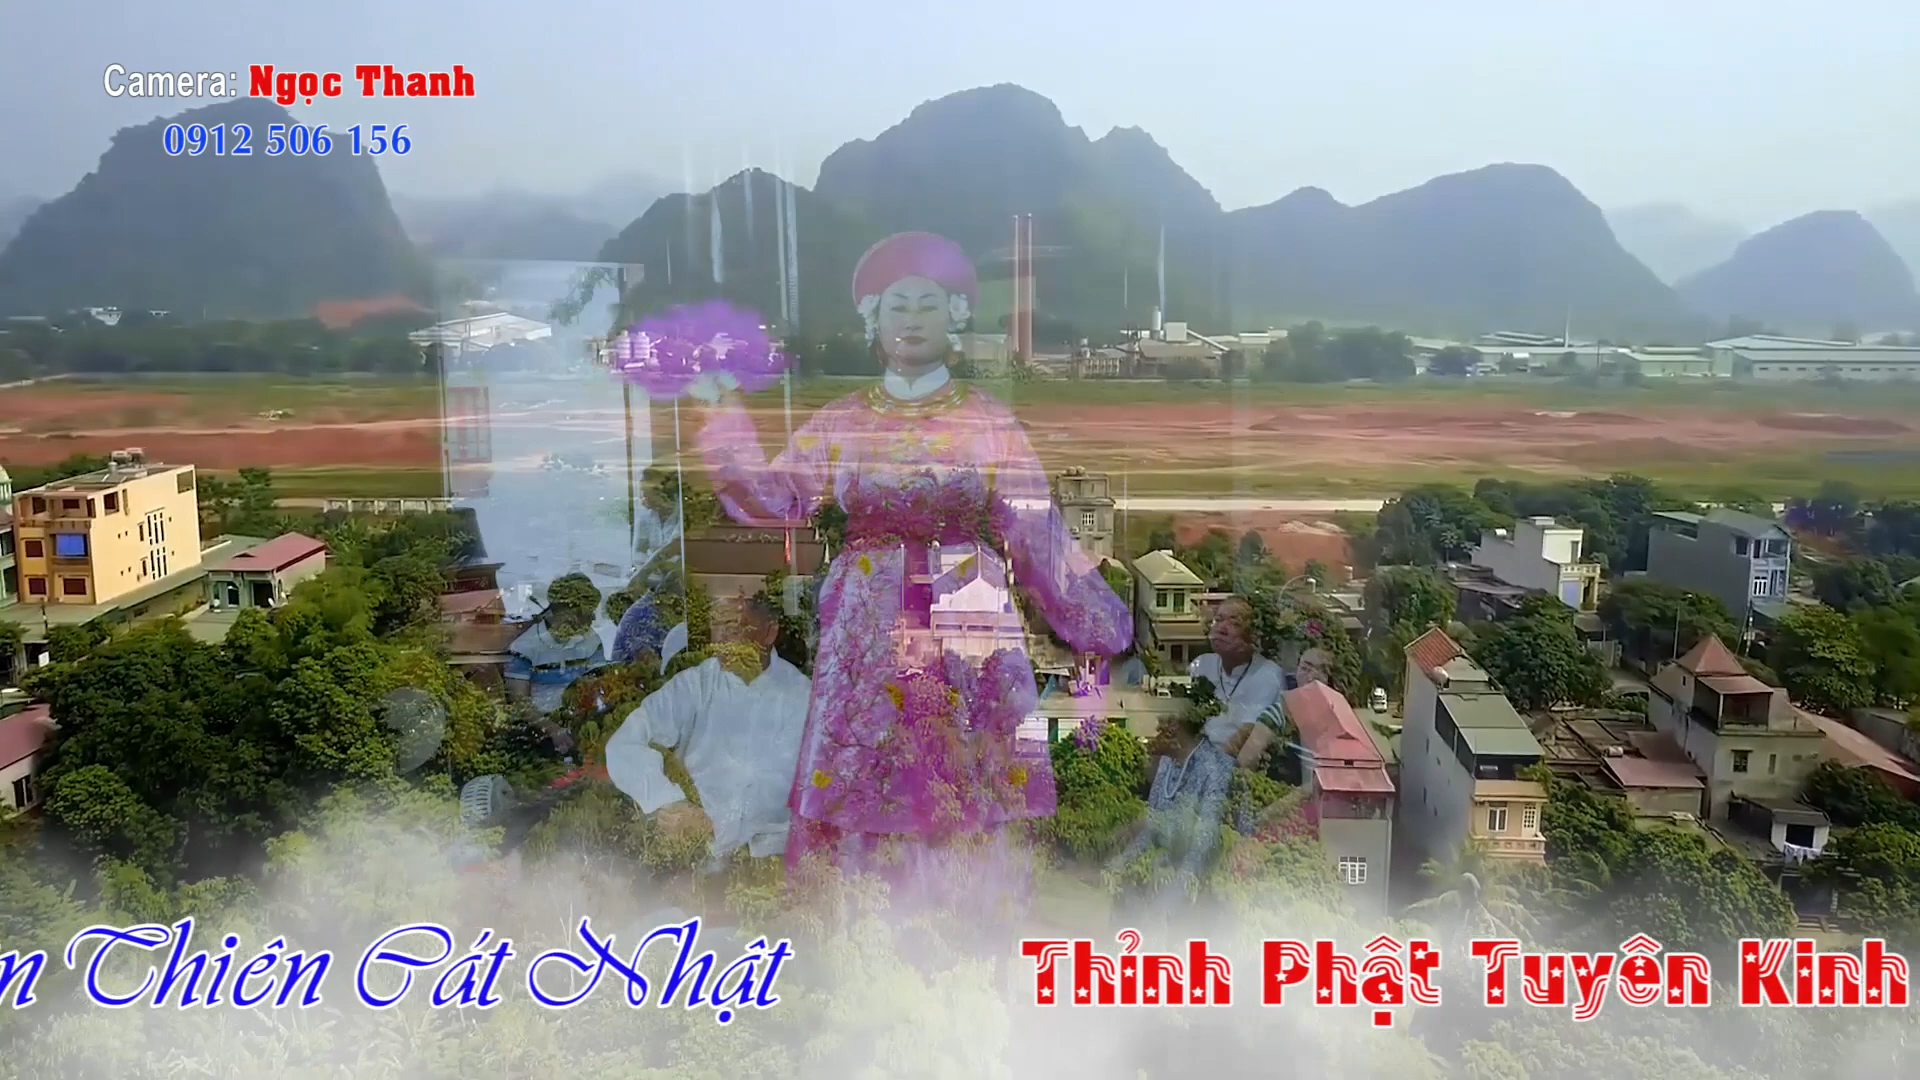 Camera: Ngọc Thanh
0912 506 156
n Thiên Cát Nhật Thỉnh Phật Tuyên Kinh